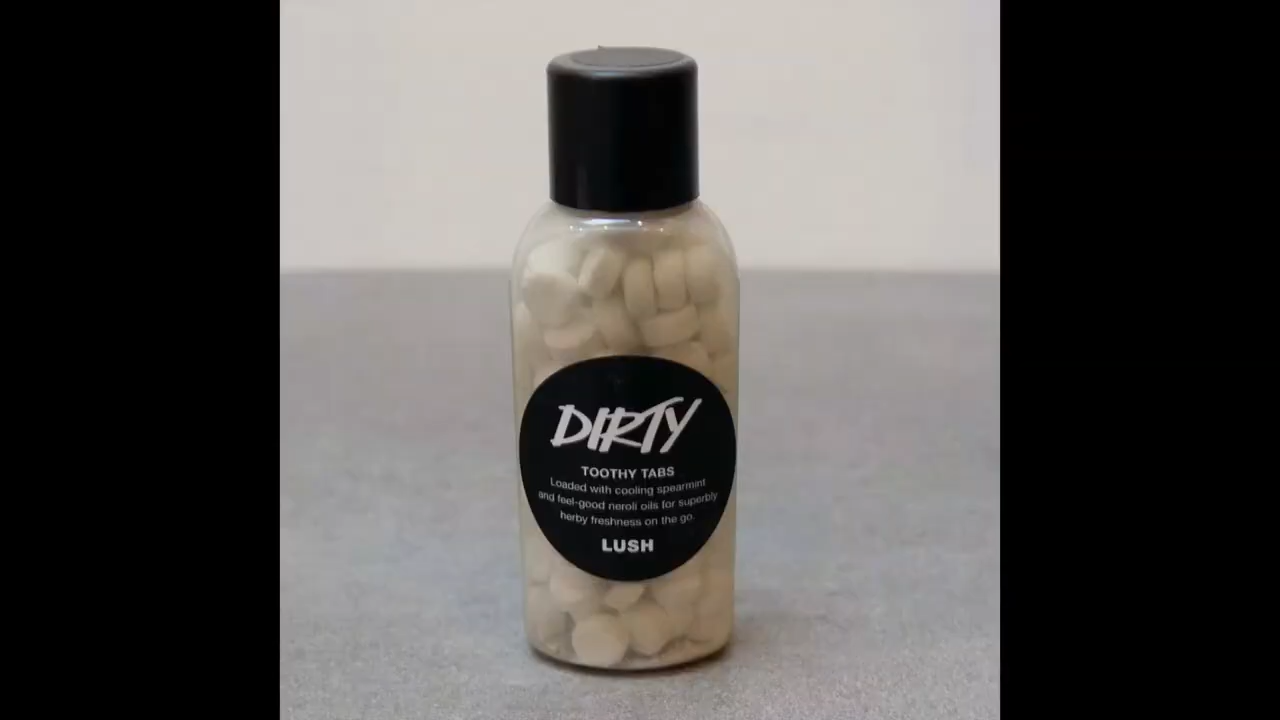 DIRTY
TOOTHY TABS
Loaded with cooling spearmint
and feel-good neroli oils for superbly
herby freshness on the go.
LUSH